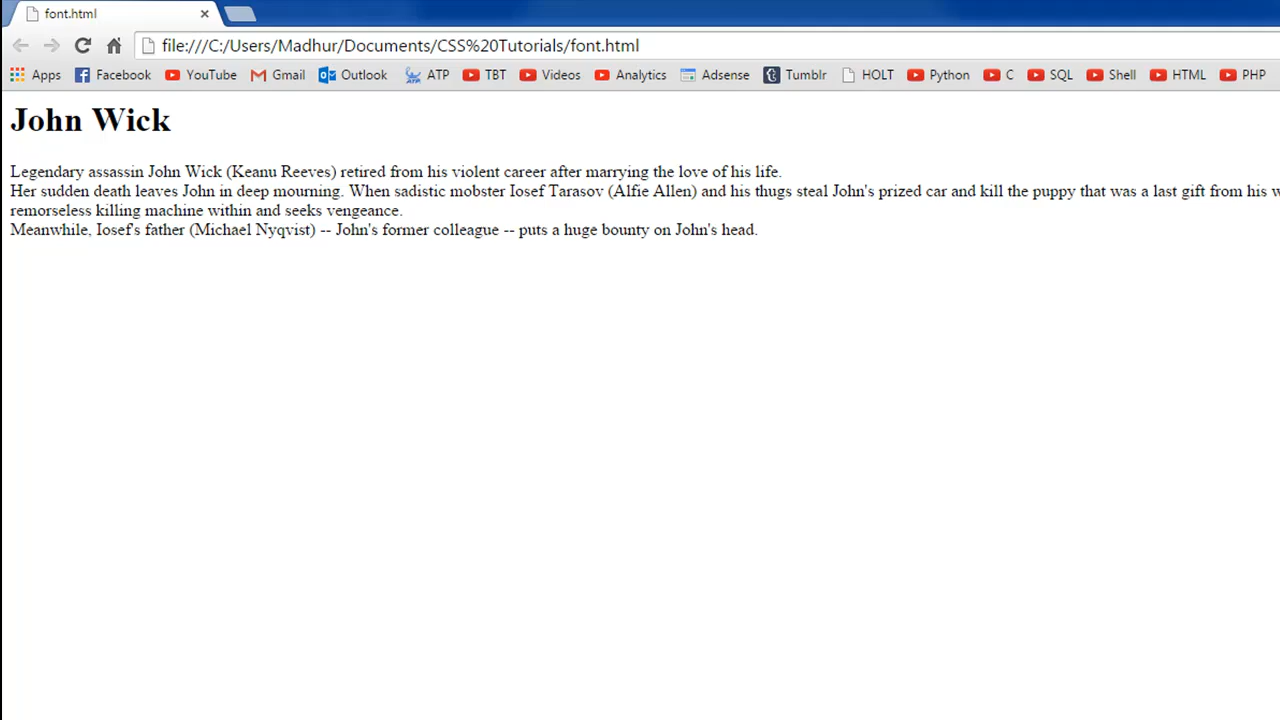 font.html
file:///C:/Users/Madhur/Documents/CSS%20Tutorials/font.html
Apps Facebook YouTube Gmail Outlook ATP TBT Videos Analytics Adsense Tumblr HOLT Python C SQL Shell HTML PHP
John Wick
Legendary assassin John Wick (Keanu Reeves) retired from his violent career after marrying the love of his life.
Her sudden death leaves John in deep mourning. When sadistic mobster Iosef Tarasov (Alfie Allen) and his thugs steal John's prized car and kill the puppy that was a last gift from his
remorseless killing machine within and seeks vengeance.
Meanwhile, Iosef's father (Michael Nyqvist) -- John's former colleague -- puts a huge bounty on John's head.